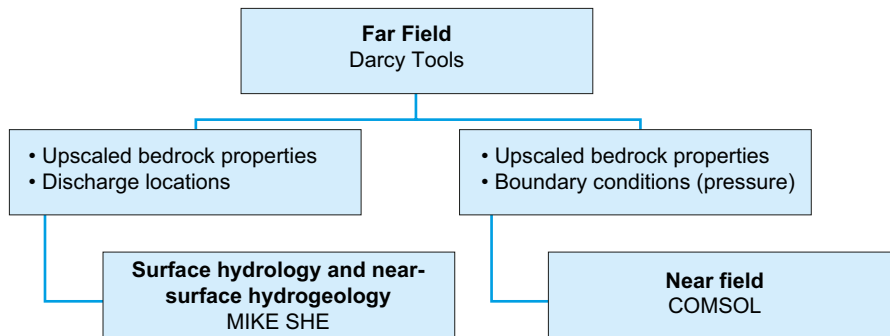 Far Field
Darcy Tools
• Upscaled bedrock properties
• Discharge locations
• Upscaled bedrock properties
• Boundary conditions (pressure)
Surface hydrology and near-
surface hydrogeology
MIKE SHE
Near field
COMSOL